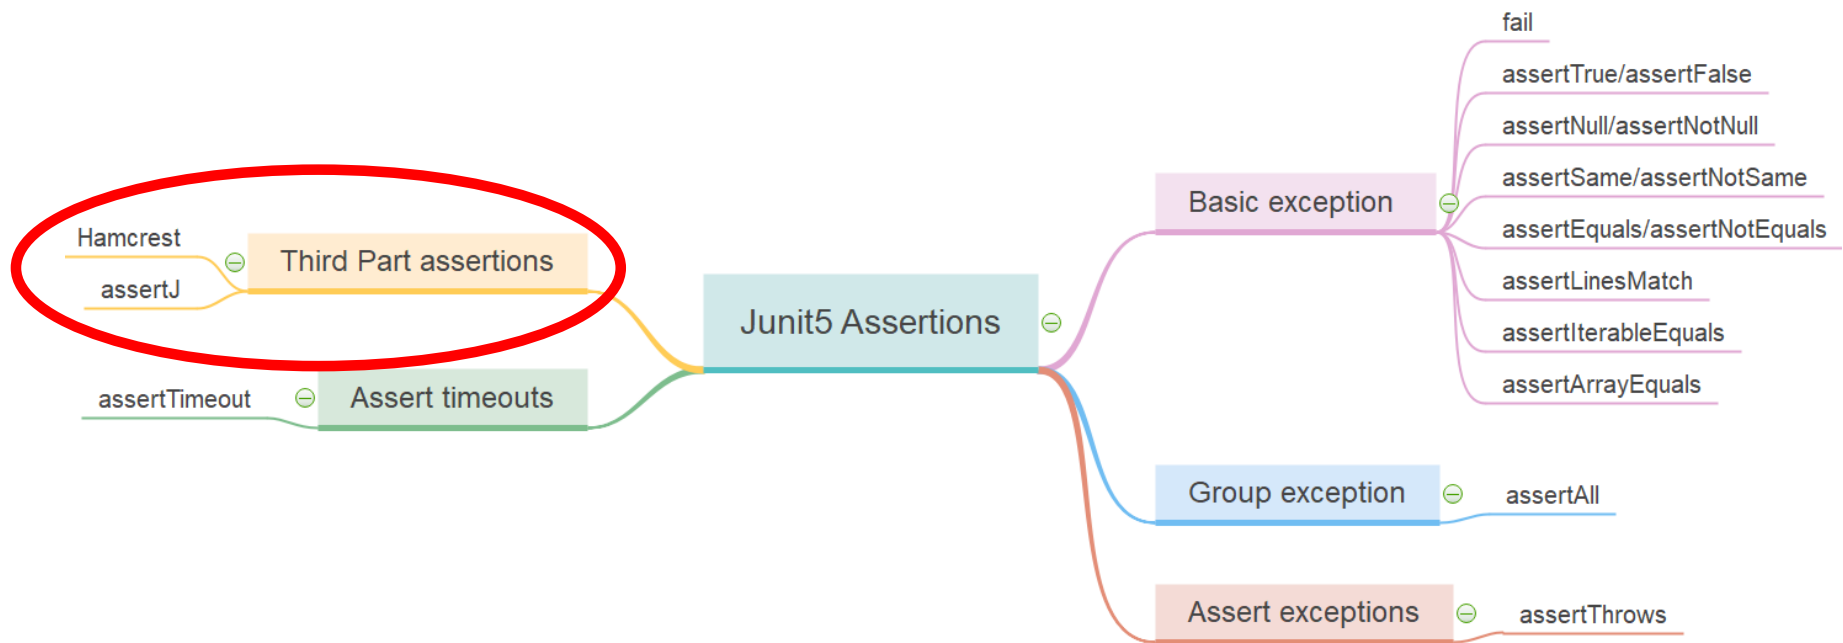 Junit5 Assertions
Basic exception
fail
assertTrue/assertFalse
assertNull/assertNotNull
assertSame/assertNotSame
assertEquals/assertNotEquals
assertLinesMatch
assertIterableEquals
assertArrayEquals
Group exception
assertAll
Assert exceptions
assertThrows
Third Part assertions
Hamcrest
assertJ
Assert timeouts
assertTimeout